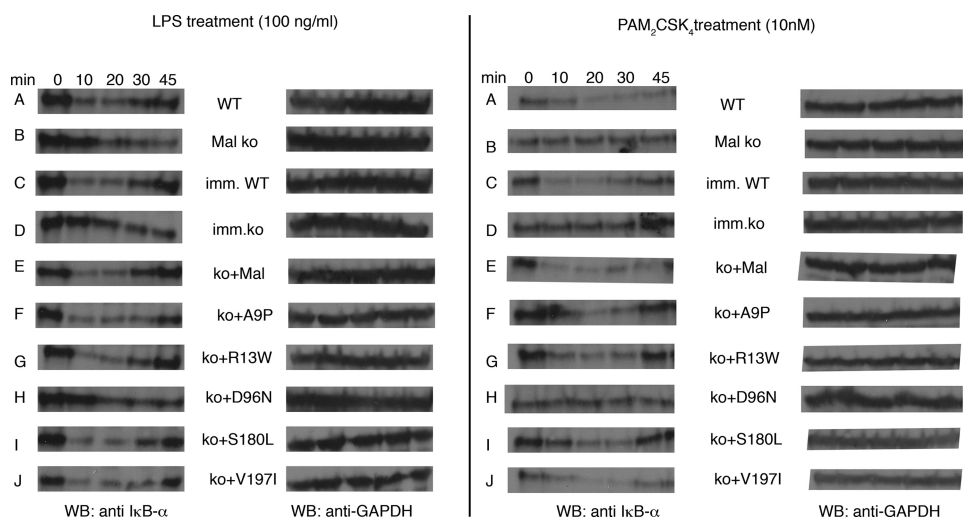 LPS treatment (100 ng/ml)
min 0 10 20 30 45
A WT
B Mal ko
C imm. WT
D imm.ko
E ko+Mal
F ko+A9P
G ko+R13W
H ko+D96N
I ko+S180L
J ko+V197I
WB: anti IκB-α WB: anti-GAPDH
PAM₂CSK₄treatment (10nM)
min 0 10 20 30 45
A WT
B Mal ko
C imm. WT
D imm.ko
E ko+Mal
F ko+A9P
G ko+R13W
H ko+D96N
I ko+S180L
J ko+V197I
WB: anti IκB-α WB: anti-GAPDH